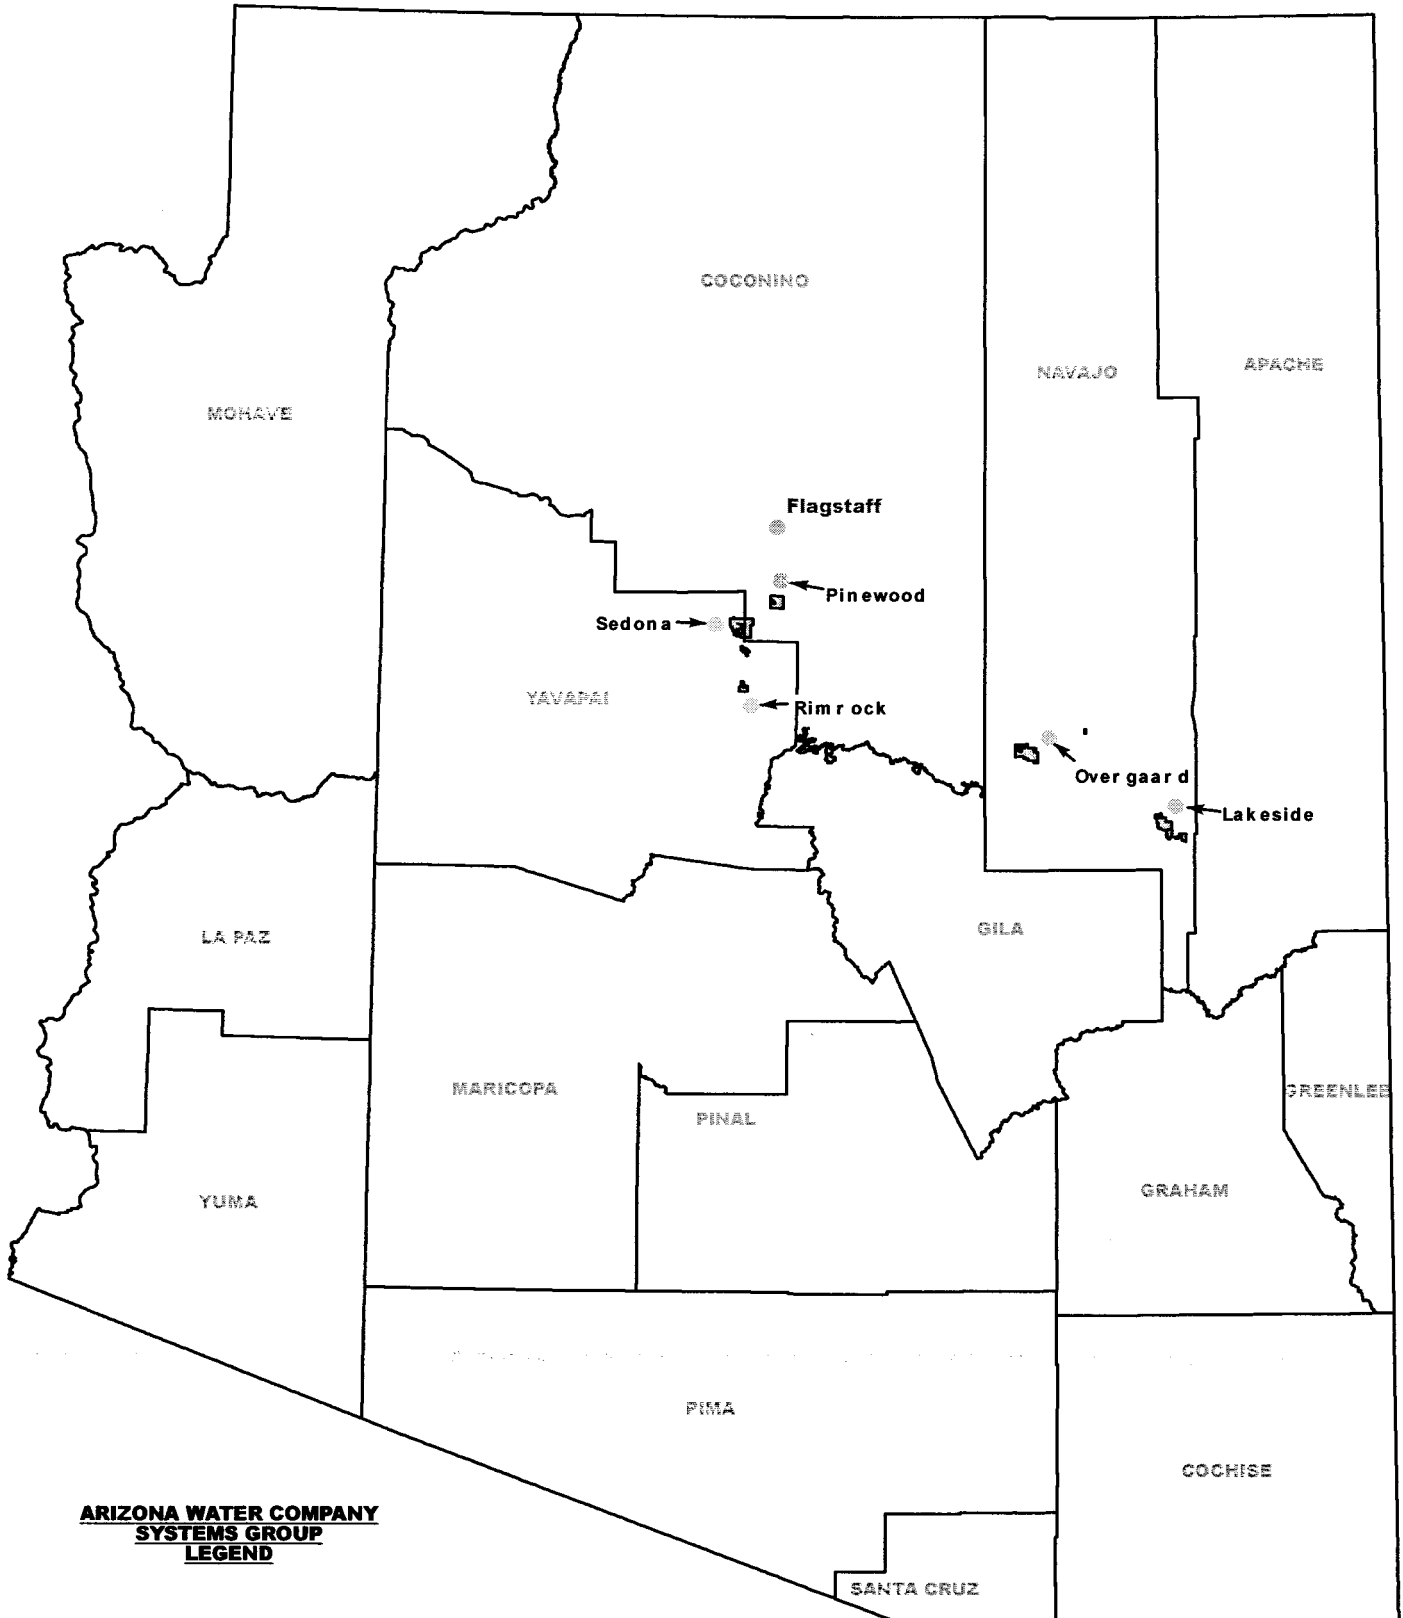 COCONINO
NAVAJO
APACHE
MOHAVE
Flagstaff
Pinewood
Sedona
YAVAPAI
Rimrock
Overgaard
Lakeside
LA PAZ
GILA
MARICOPA
PINAL
GREENLEE
YUMA
GRAHAM
PIMA
COCHISE
ARIZONA WATER COMPANY
SYSTEMS GROUP
LEGEND
SANTA CRUZ